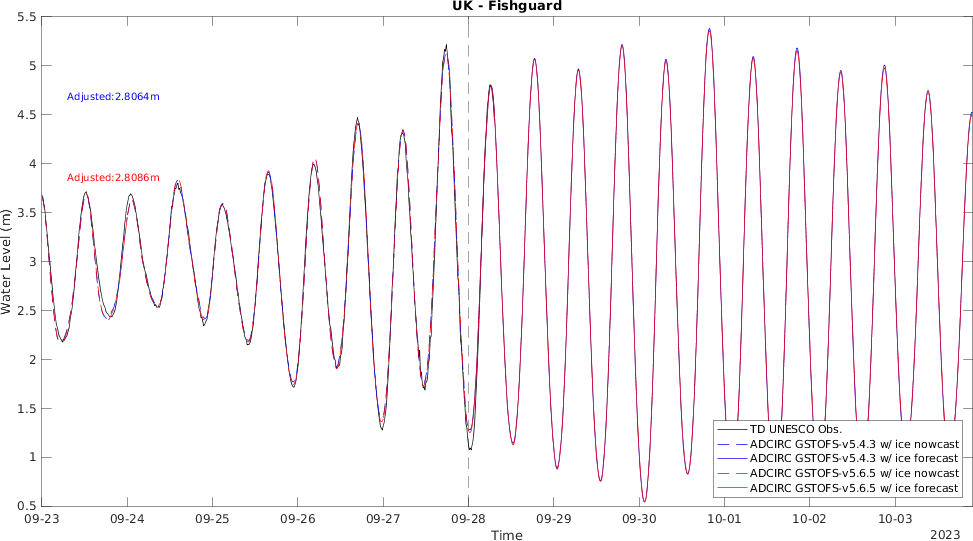 UK - Fishguard
5.5
5
4.5
4
3.5
3
2.5
2
1.5
1
0.5
Water Level (m)
Adjusted:2.8064m
Adjusted:2.8086m
TD UNESCO Obs.
ADCIRC GSTOFS-v5.4.3 w/ ice nowcast
ADCIRC GSTOFS-v5.4.3 w/ ice forecast
ADCIRC GSTOFS-v5.6.5 w/ ice nowcast
ADCIRC GSTOFS-v5.6.5 w/ ice forecast
09-23 09-24 09-25 09-26 09-27 09-28 09-29 09-30 10-01 10-02 10-03
Time
2023